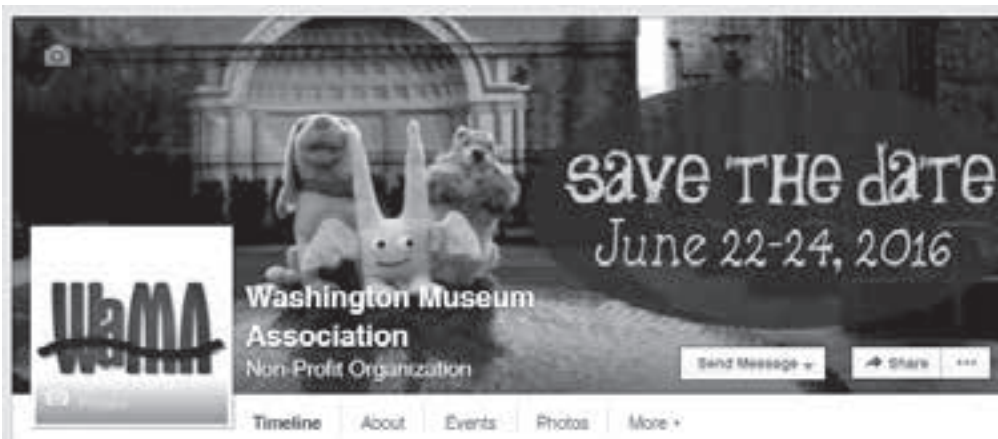 save THe daTe
June 22-24, 2016
WaMA
Washington Museum
Association
Non-Profit Organization
Send Message
Share
Timeline About Events Photos More